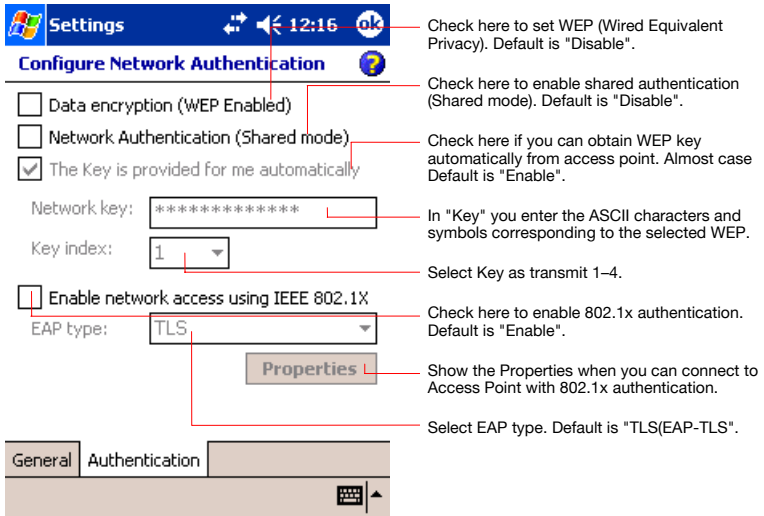 Settings 12:16 ok
Configure Network Authentication ?
Data encryption (WEP Enabled)
Network Authentication (Shared mode)
The Key is provided for me automatically
Network key: *************
Key index: 1
Enable network access using IEEE 802.1X
EAP type: TLS
Properties
General Authentication
Check here to set WEP (Wired Equivalent
Privacy). Default is "Disable".
Check here to enable shared authentication
(Shared mode). Default is "Disable".
Check here if you can obtain WEP key
automatically from access point. Almost case
Default is "Enable".
In "Key" you enter the ASCII characters and
symbols corresponding to the selected WEP.
Select Key as transmit 1–4.
Check here to enable 802.1x authentication.
Default is "Enable".
Show the Properties when you can connect to
Access Point with 802.1x authentication.
Select EAP type. Default is "TLS(EAP-TLS".